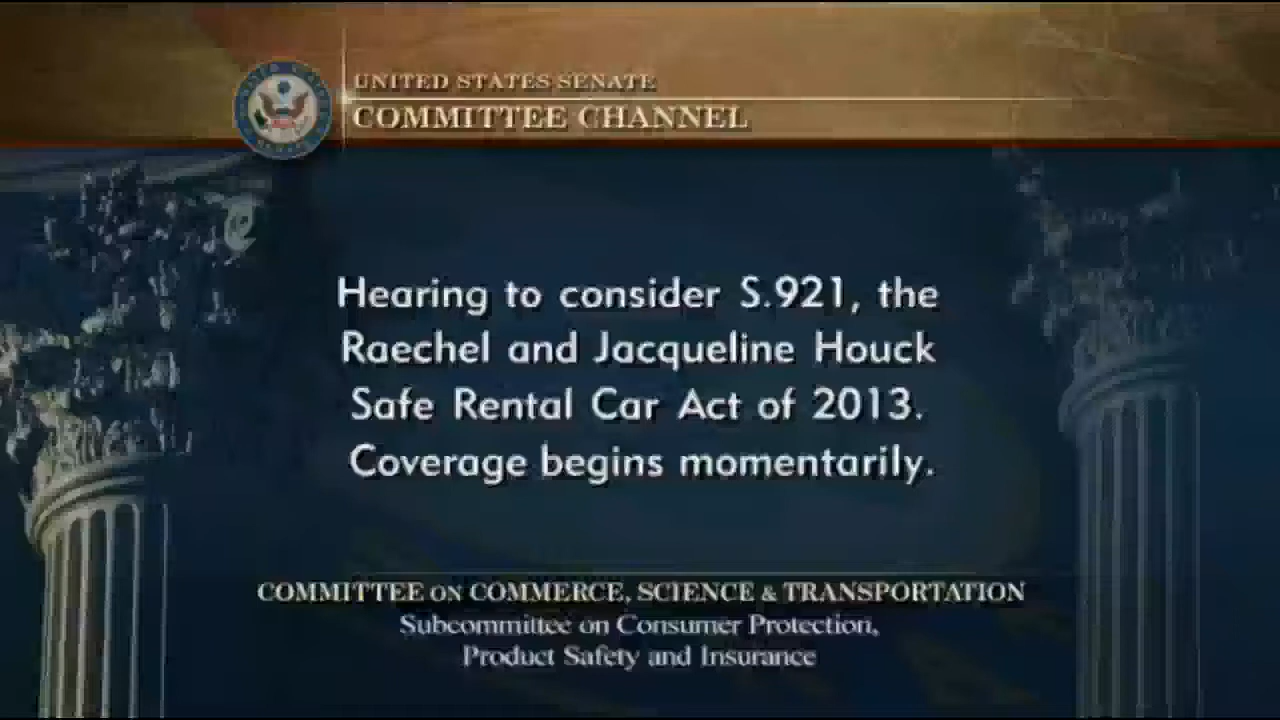 UNITED STATES SENATE
COMMITTEE CHANNEL
Hearing to consider S.921, the
Raechel and Jacqueline Houck
Safe Rental Car Act of 2013.
Coverage begins momentarily.
COMMITTEE ON COMMERCE, SCIENCE & TRANSPORTATION
Subcommittee on Consumer Protection,
Product Safety and Insurance